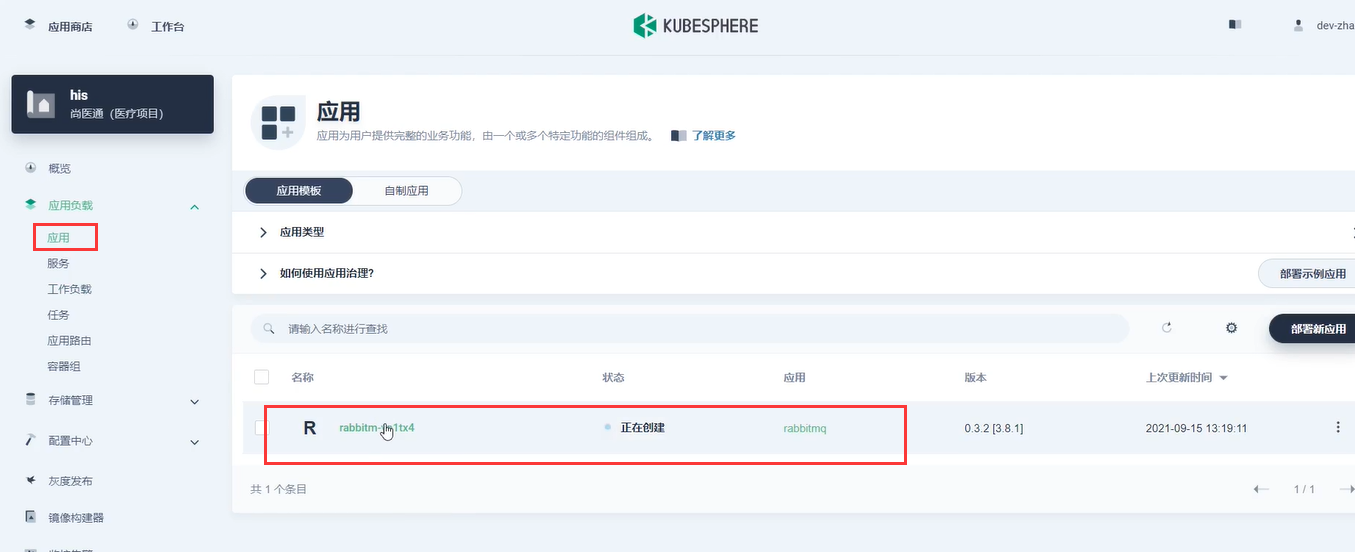 应用商店
工作台
KUBESPHERE
dev-zha
his
尚医通（医疗项目）
概览
应用负载
应用
服务
工作负载
任务
应用路由
容器组
存储管理
配置中心
灰度发布
镜像构建器
应用
应用为用户提供完整的业务功能，由一个或多个特定功能的组件组成。
了解更多
应用模板
自制应用
应用类型
如何使用应用治理?
部署示例应用
请输入名称进行查找
部署新应用
名称
状态
应用
版本
上次更新时间
R
正在创建
rabbitmq
0.3.2 [3.8.1]
2021-09-15 13:19:11
共 1 个条目
1 / 1